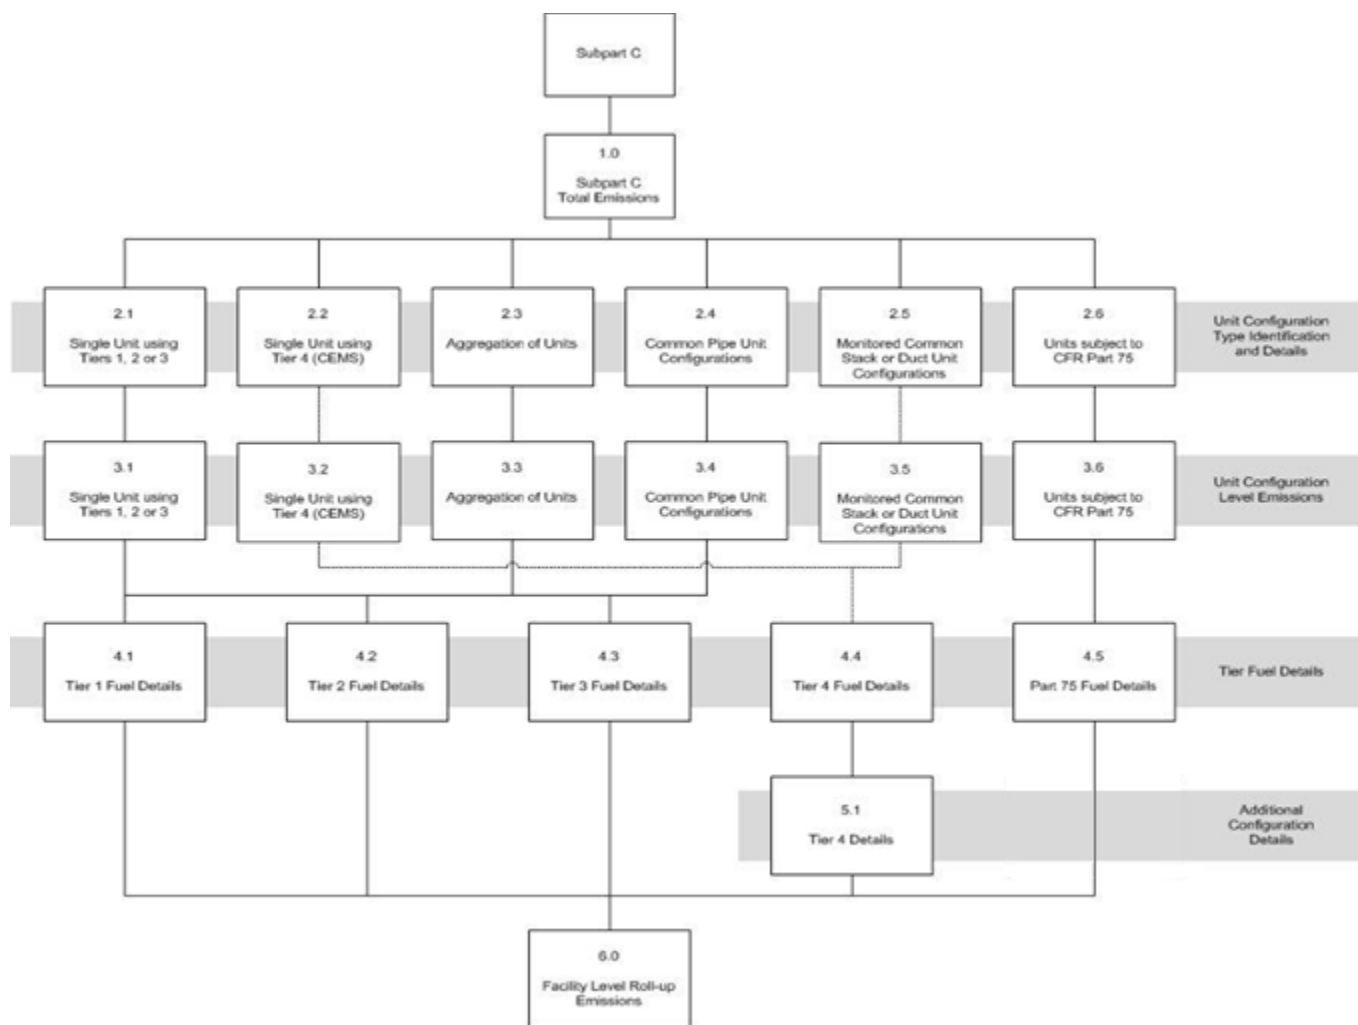 Subpart C
1.0
Subpart C
Total Emissions
2.1
Single Unit using
Tiers 1, 2 or 3
2.2
Single Unit using
Tier 4 (CEMS)
2.3
Aggregation of Units
2.4
Common Pipe Unit
Configurations
2.5
Monitored Common
Stack or Duct Unit
Configurations
2.6
Units subject to
CFR Part 75
Unit Configuration
Type Identification
and Details
3.1
Single Unit using
Tiers 1, 2 or 3
3.2
Single Unit using
Tier 4 (CEMS)
3.3
Aggregation of Units
3.4
Common Pipe Unit
Configurations
3.5
Monitored Common
Stack or Duct Unit
Configurations
3.6
Units subject to
CFR Part 75
Unit Configuration
Level Emissions
4.1
Tier 1 Fuel Details
4.2
Tier 2 Fuel Details
4.3
Tier 3 Fuel Details
4.4
Tier 4 Fuel Details
4.5
Part 75 Fuel Details
Tier Fuel Details
5.1
Tier 4 Details
Additional
Configuration
Details
6.0
Facility Level Roll-up
Emissions